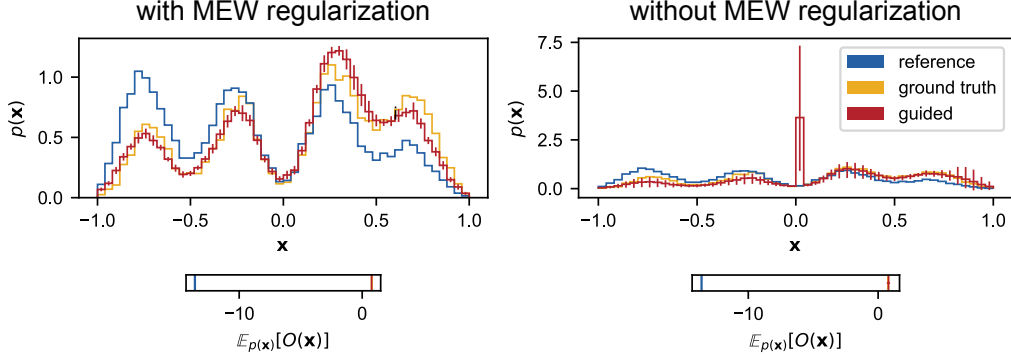 with MEW regularization
without MEW regularization
p(x)
1.0
0.5
0.0
-1.0 -0.5 0.0 0.5 1.0
x
−10 0
𝔼p(x)[O(x)]
p(x)
7.5
5.0
2.5
0.0
reference
ground truth
guided
-1.0 -0.5 0.0 0.5 1.0
x
−10 0
𝔼p(x)[O(x)]